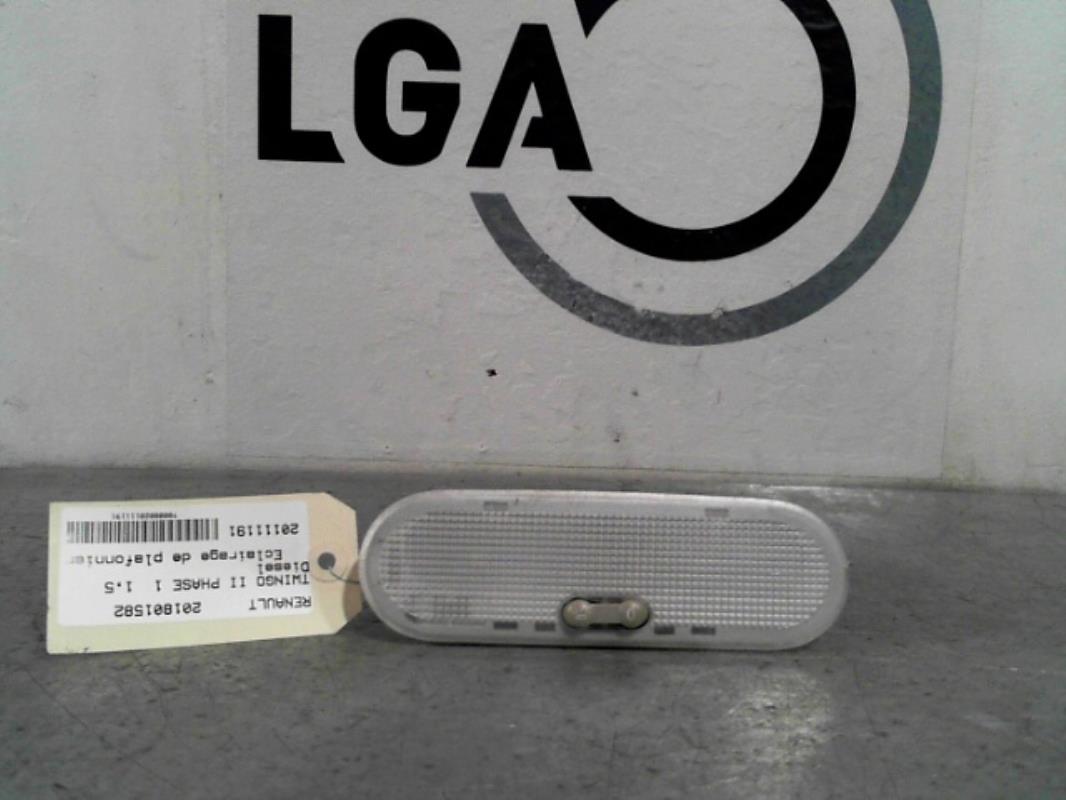 LGA
RENAULT 201801582
TWINGO II PHASE 1 1.5
Diesel
Eclairage de plafonnier
20111191